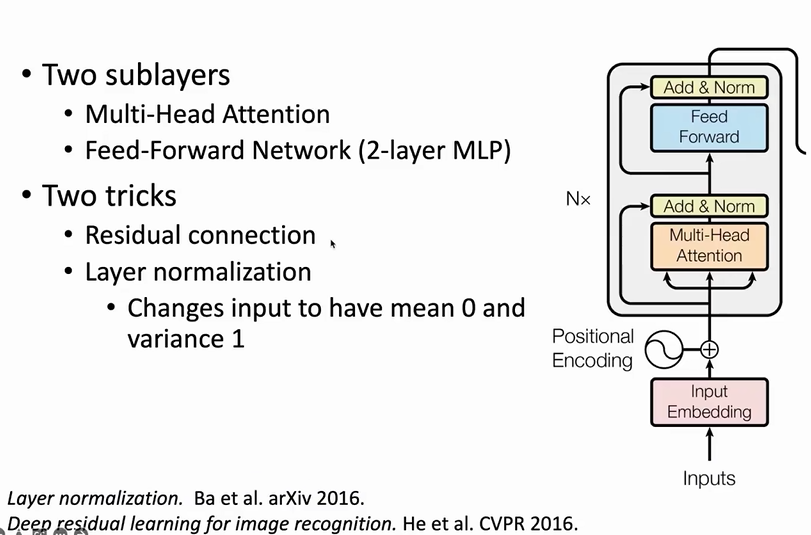 • Two sublayers
• Multi-Head Attention
• Feed-Forward Network (2-layer MLP)
• Two tricks
• Residual connection
• Layer normalization
• Changes input to have mean 0 and
variance 1
Add & Norm
Feed
Forward
N×
Add & Norm
Multi-Head
Attention
Positional
Encoding
Input
Embedding
Inputs
Layer normalization. Ba et al. arXiv 2016.
Deep residual learning for image recognition. He et al. CVPR 2016.